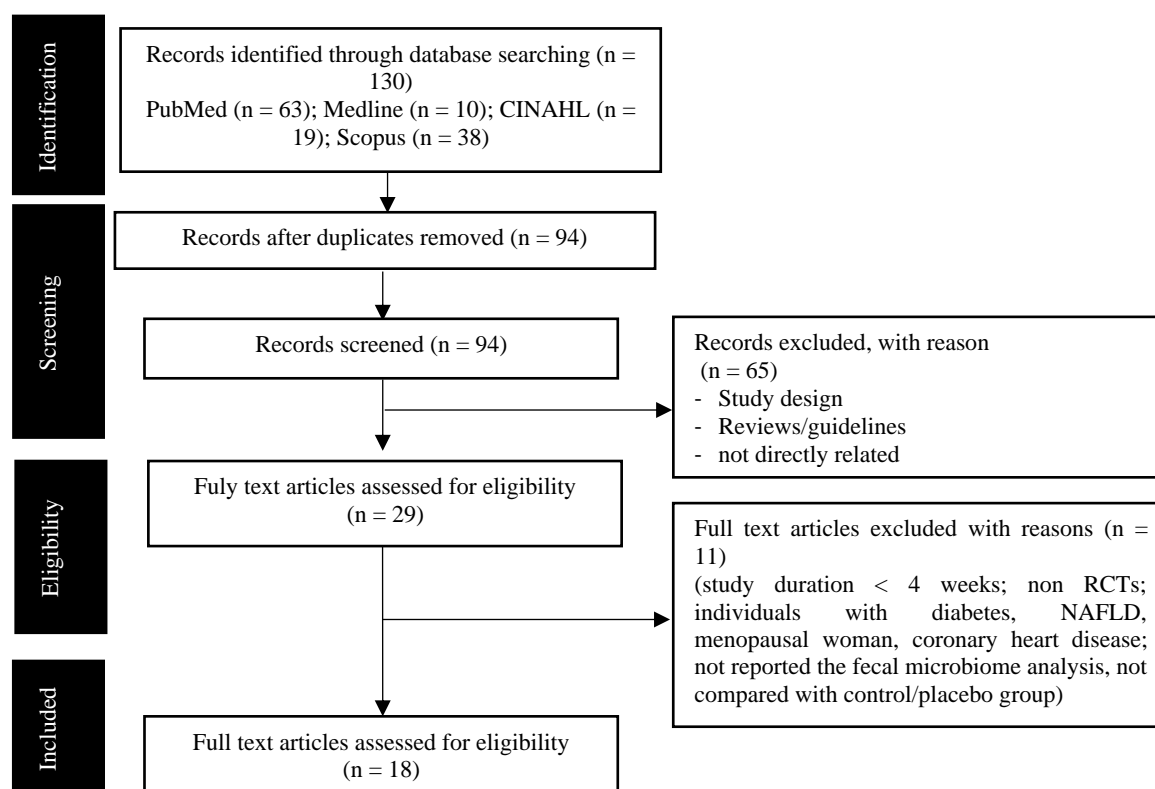 Identification
Records identified through database searching (n =
130)
PubMed (n = 63); Medline (n = 10); CINAHL (n =
19); Scopus (n = 38)
Screening
Records after duplicates removed (n = 94)
Records screened (n = 94)
Records excluded, with reason
(n = 65)
- Study design
- Reviews/guidelines
- not directly related
Eligibility
Fuly text articles assessed for eligibility
(n = 29)
Full text articles excluded with reasons (n =
11)
(study duration < 4 weeks; non RCTs;
individuals with diabetes, NAFLD,
menopausal woman, coronary heart disease;
not reported the fecal microbiome analysis, not
compared with control/placebo group)
Included
Full text articles assessed for eligibility
(n = 18)